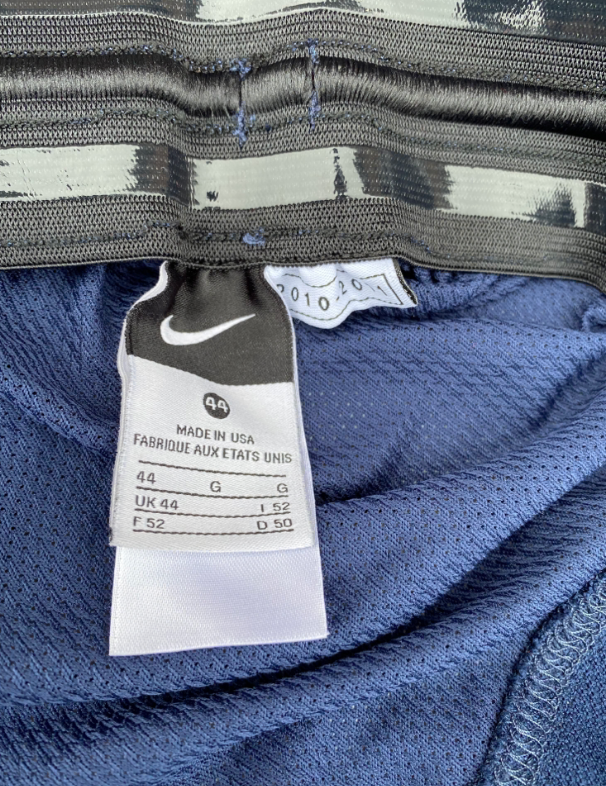 2010 2011
44
MADE IN USA
FABRIQUE AUX ETATS UNIS
44 G G
UK 44 I 52
F 52 D 50